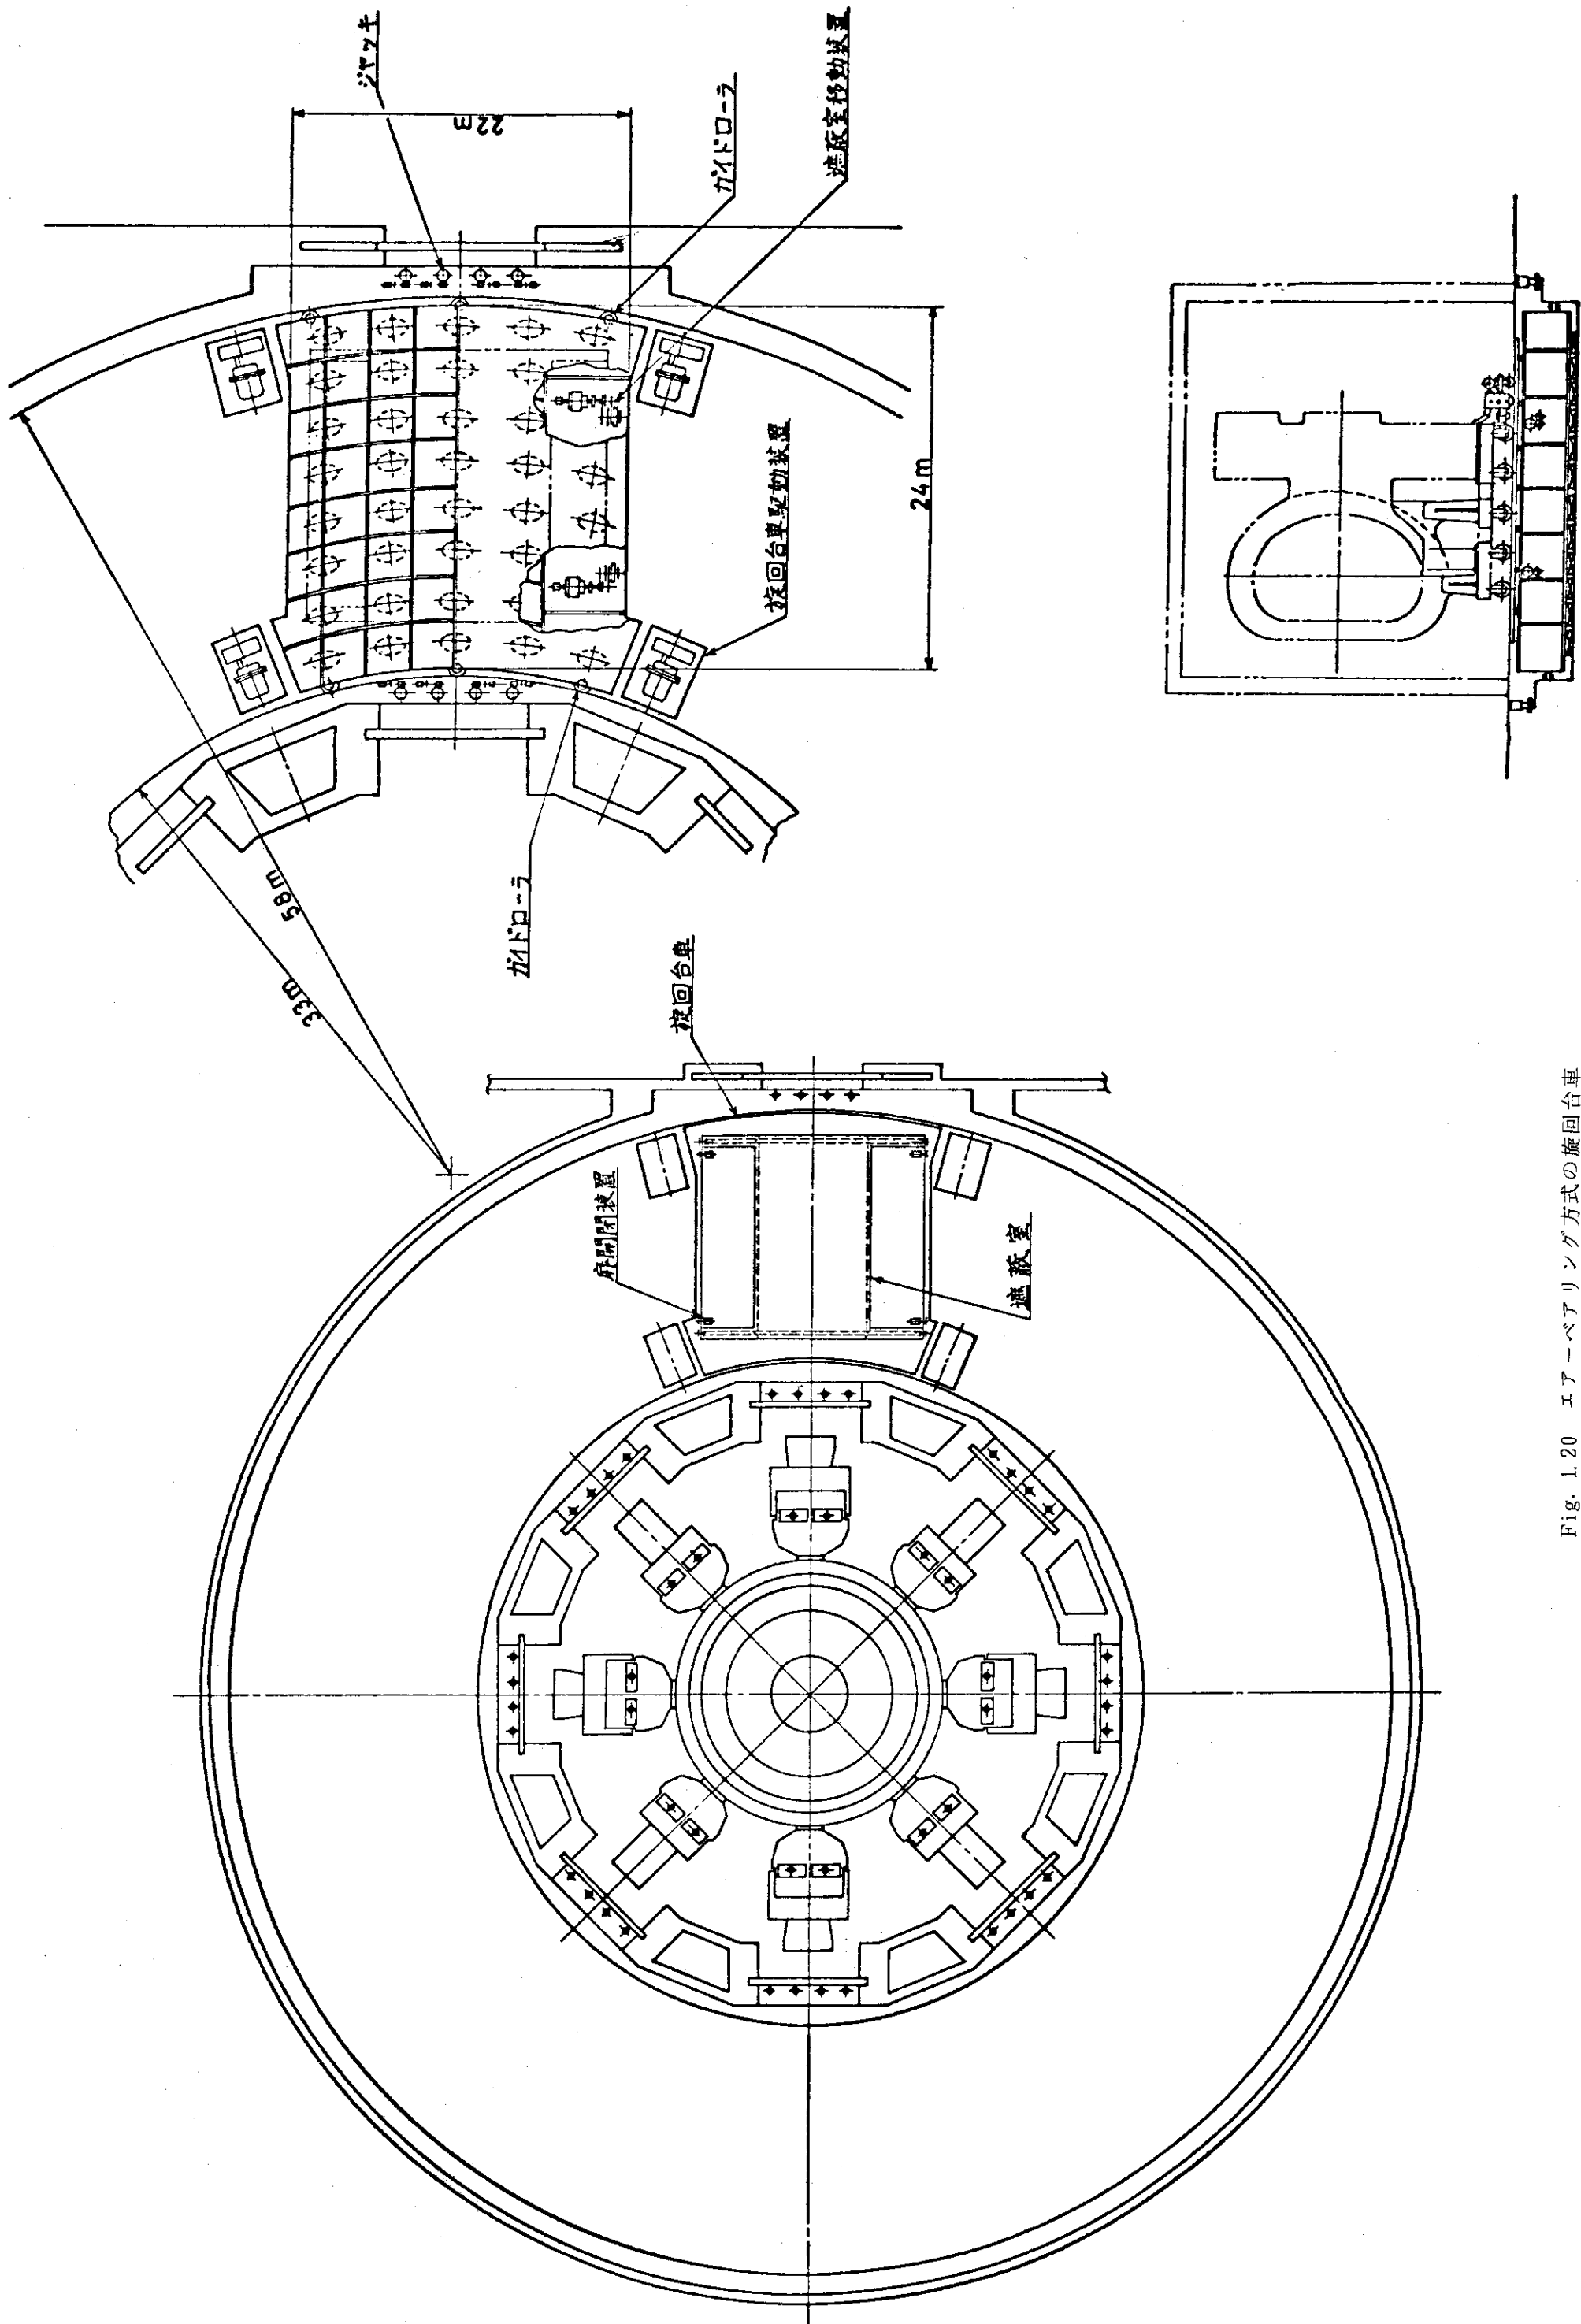 ジャッキ
22m
ガイドローラ
遮蔽室移動装置
旋回台車駆動装置
24m
58m
33m
ガイドローラ
旋回台車
扉開閉装置
遮蔽室
Fig. 1.20 エアーベアリング方式の旋回台車